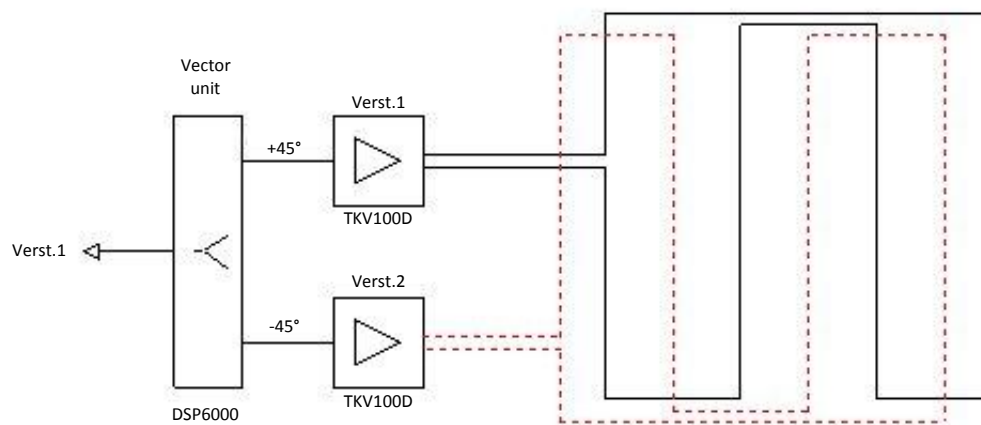 Vector
unit
Verst.1
+45°
TKV100D
Verst.1
Verst.2
-45°
TKV100D
DSP6000